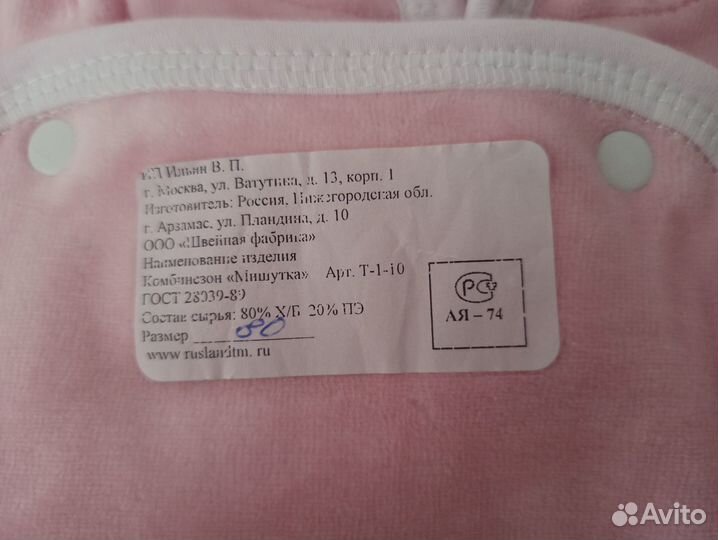 ИП Ильин В. П.
г. Москва, ул. Ватутина, д. 13, корп. 1
Изготовитель: Россия, Нижегородская обл.
г. Арзамас, ул. Пландина, д. 10
ООО «Швейная фабрика»
Наименование изделия
Комбинезон «Мишутка» Арт. Т-1-10
ГОСТ 28039-89
Состав сырья: 80% Х/Б 20% ПЭ
Размер 80
www ruslanitm. ru
РС
АЯ – 74
Avito